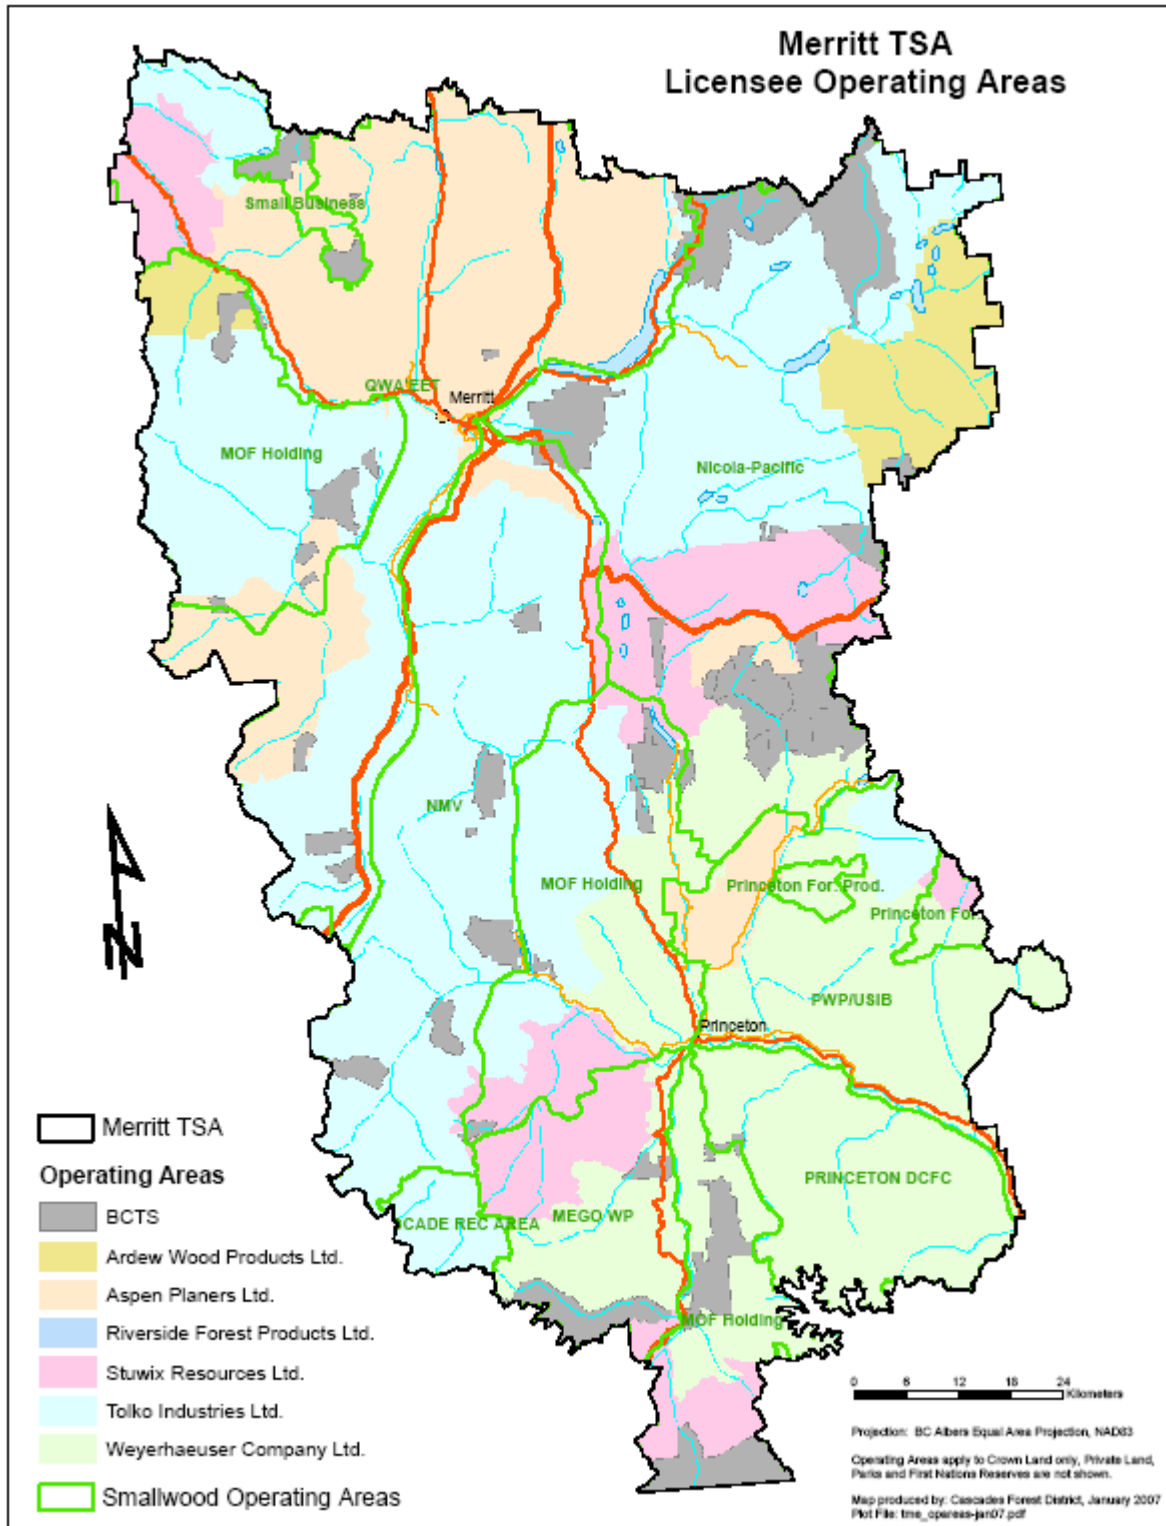 Merritt TSA
Licensee Operating Areas
Small Business
QWA'EET
Merritt
MOF Holding
Nicola-Pacific
NMV
MOF Holding
Princeton For. Prod.
Princeton For.
PWP/USIB
Princeton
PRINCETON DCFC
CADE REC AREA
MEGO WP
MOF Holding
N
Merritt TSA
Operating Areas
BCTS
Ardew Wood Products Ltd.
Aspen Planers Ltd.
Riverside Forest Products Ltd.
Stuwix Resources Ltd.
Tolko Industries Ltd.
Weyerhaeuser Company Ltd.
Smallwood Operating Areas
0 6 12 18 24
Kilometers
Projection: BC Albers Equal Area Projection, NAD83
Operating Areas apply to Crown Land only, Private Land,
Parks and First Nations Reserves are not shown.
Map produced by: Cascades Forest District, January 2007
Plot File: tme_opareas-jan07.pdf